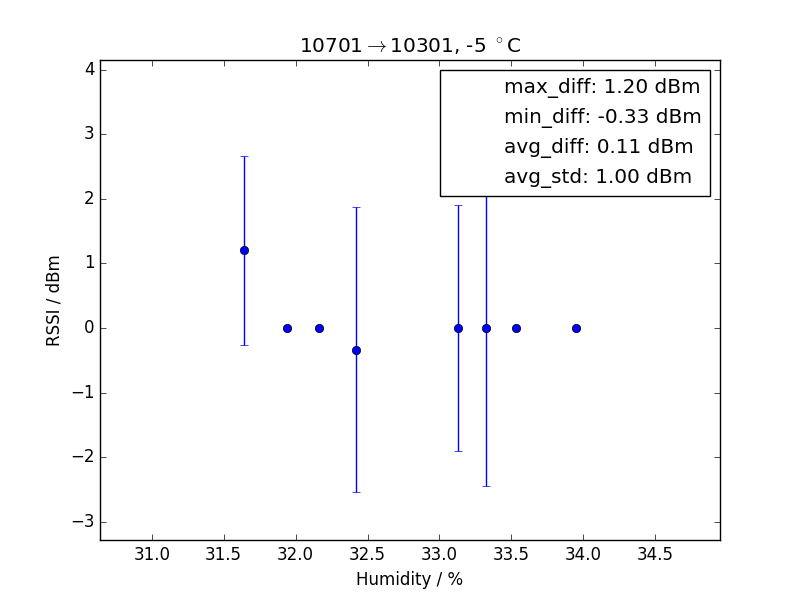 10701→10301, -5 °C
max_diff: 1.20 dBm
min_diff: -0.33 dBm
avg_diff: 0.11 dBm
avg_std: 1.00 dBm
4
3
2
1
0
−1
−2
−3
RSSI / dBm
31.0 31.5 32.0 32.5 33.0 33.5 34.0 34.5
Humidity / %